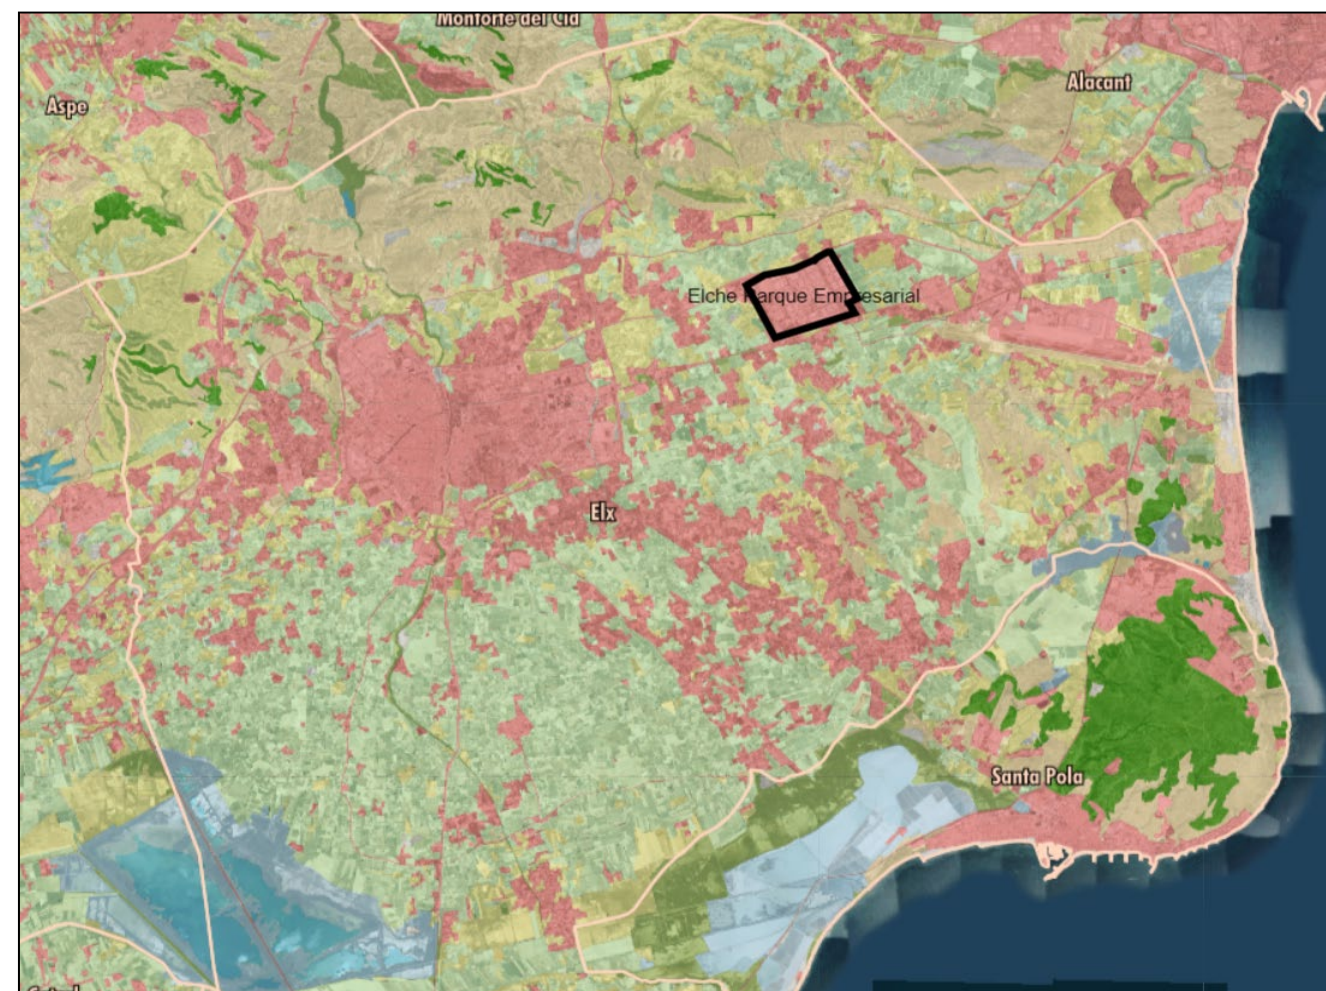 Monforte del Cid
Alacant
Aspe
Elche Parque Empresarial
Elx
Santa Pola